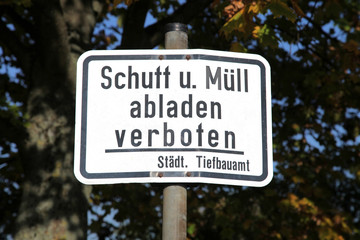 Schutt u. Müll
abladen
verboten
Städt. Tiefbauamt